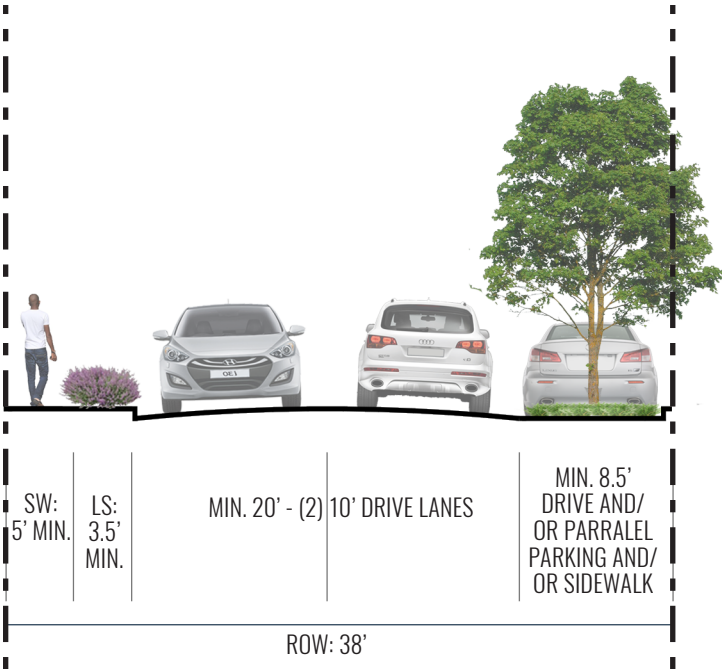 SW:
5’ MIN.
LS:
3.5’
MIN.
MIN. 20’ - (2) 10’ DRIVE LANES
MIN. 8.5’
DRIVE AND/
OR PARRALEL
PARKING AND/
OR SIDEWALK
ROW: 38’